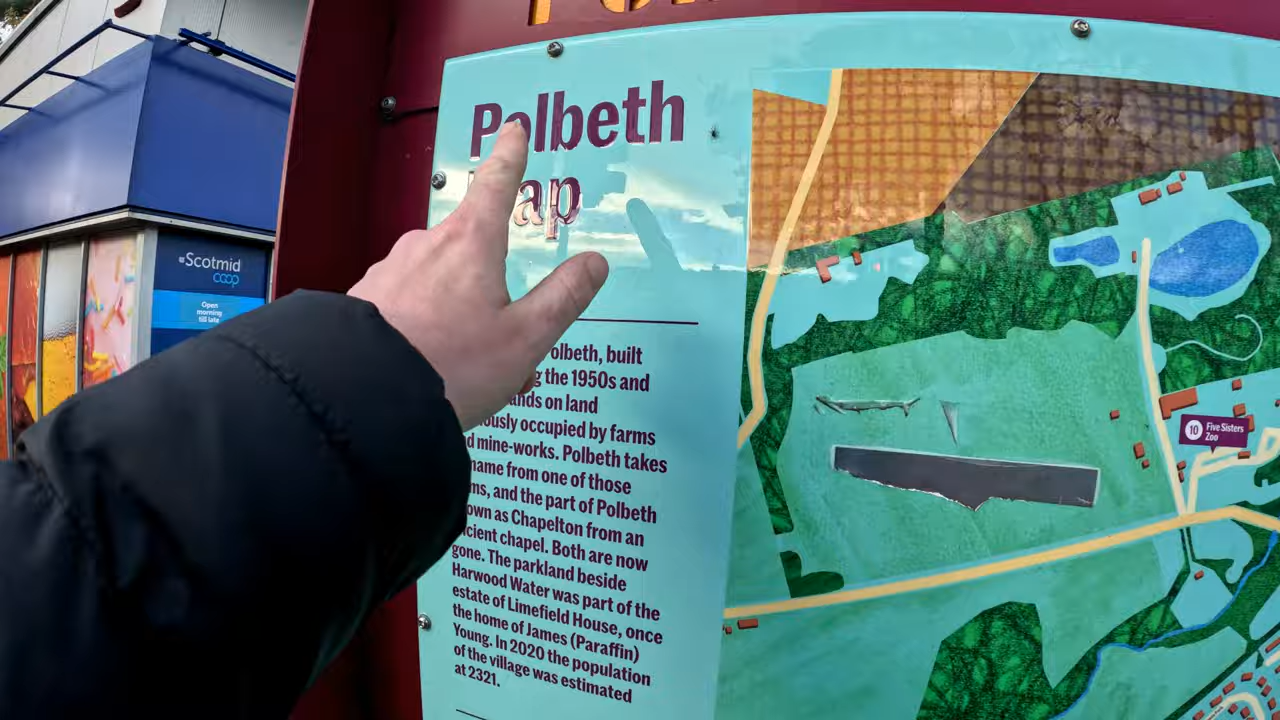 Polbeth
ap
olbeth, built
g the 1950s and
ands on land
ously occupied by farms
d mine-works. Polbeth takes
name from one of those
ms, and the part of Polbeth
own as Chapelton from an
cient chapel. Both are now
gone. The parkland beside
Harwood Water was part of the
estate of Limefield House, once
the home of James (Paraffin)
Young. In 2020 the population
of the village was estimated
at 2321.
10 Five Sisters
Zoo
Scotmid
coop
Open
morning
till late